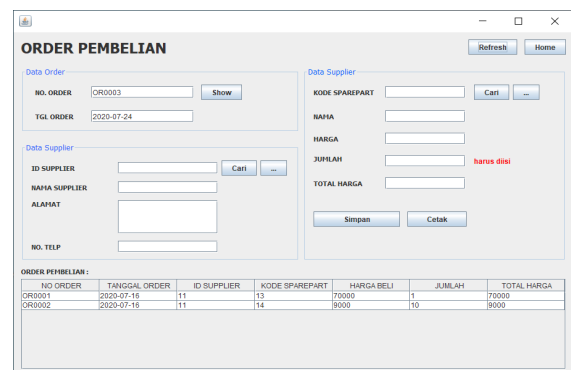 ORDER PEMBELIAN
Refresh Home
Data Order
NO. ORDER OR0003 Show
TGL ORDER 2020-07-24
Data Supplier
ID SUPPLIER Cari ...
NAMA SUPPLIER
ALAMAT
NO. TELP
Data Supplier
KODE SPAREPART Cari ...
NAMA
HARGA
JUMLAH harus diisi
TOTAL HARGA
Simpan Cetak
ORDER PEMBELIAN :
NO ORDER TANGGAL ORDER ID SUPPLIER KODE SPAREPART HARGA BELI JUMLAH TOTAL HARGA
OR0001 2020-07-16 11 13 70000 1 70000
OR0002 2020-07-16 11 14 9000 10 9000